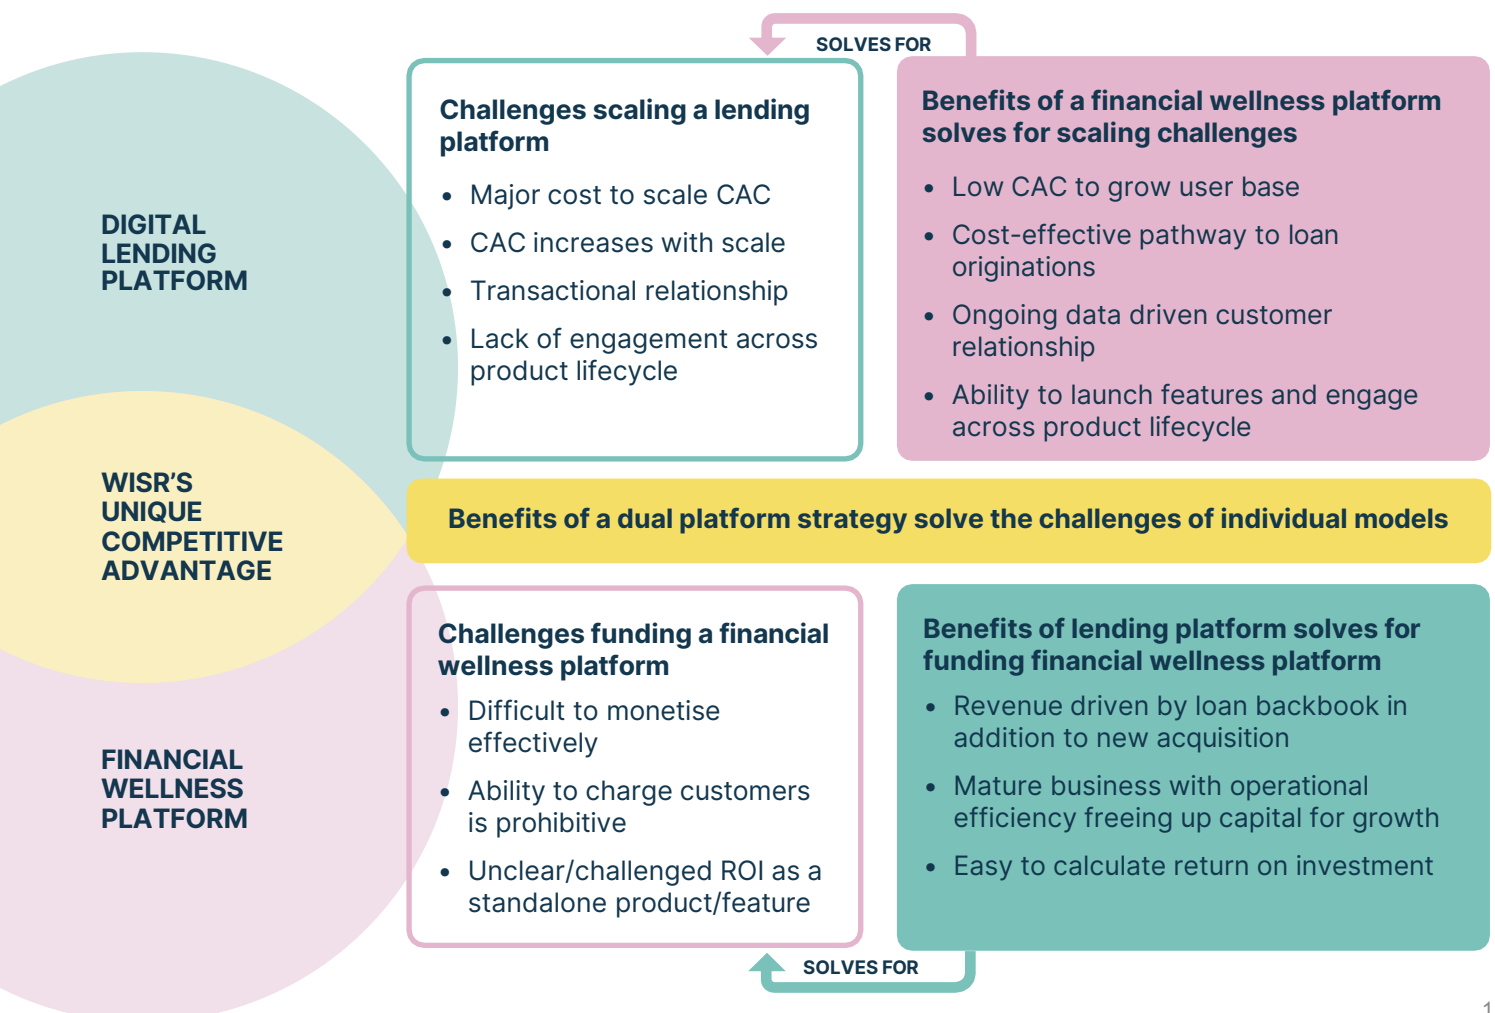 SOLVES FOR
DIGITAL
LENDING
PLATFORM
Challenges scaling a lending
platform
• Major cost to scale CAC
• CAC increases with scale
• Transactional relationship
• Lack of engagement across
product lifecycle
Benefits of a financial wellness platform
solves for scaling challenges
• Low CAC to grow user base
• Cost-effective pathway to loan
originations
• Ongoing data driven customer
relationship
• Ability to launch features and engage
across product lifecycle
WISR’S
UNIQUE
COMPETITIVE
ADVANTAGE
Benefits of a dual platform strategy solve the challenges of individual models
FINANCIAL
WELLNESS
PLATFORM
Challenges funding a financial
wellness platform
• Difficult to monetise
effectively
• Ability to charge customers
is prohibitive
• Unclear/challenged ROI as a
standalone product/feature
Benefits of lending platform solves for
funding financial wellness platform
• Revenue driven by loan backbook in
addition to new acquisition
• Mature business with operational
efficiency freeing up capital for growth
• Easy to calculate return on investment
SOLVES FOR